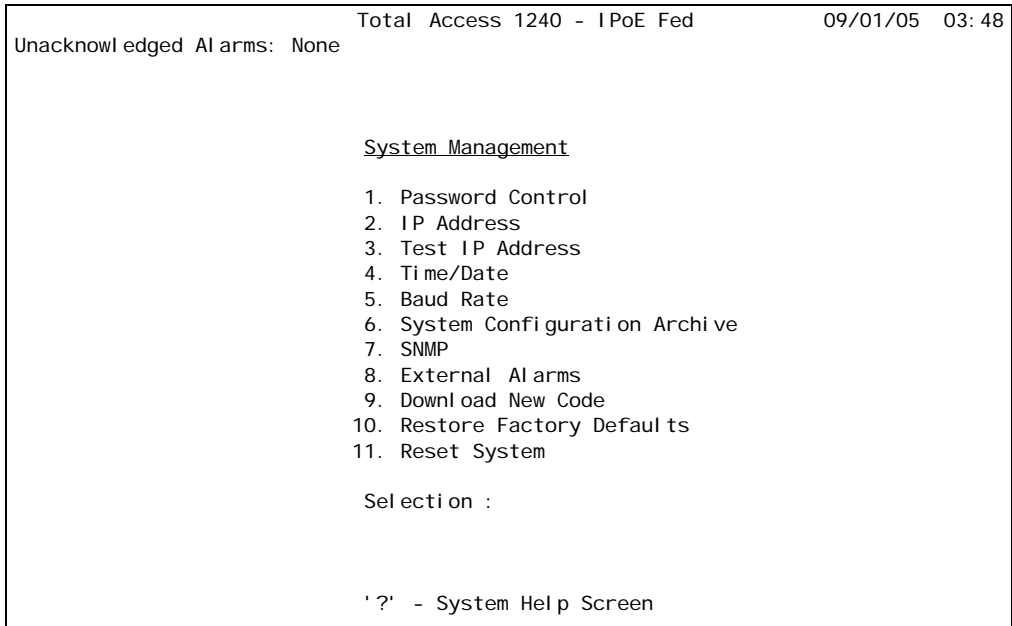 Total Access 1240 - IPoE Fed 09/01/05 03:48
Unacknowledged Alarms: None
System Management
1. Password Control
2. IP Address
3. Test IP Address
4. Time/Date
5. Baud Rate
6. System Configuration Archive
7. SNMP
8. External Alarms
9. Download New Code
10. Restore Factory Defaults
11. Reset System
Selection :
'?' - System Help Screen